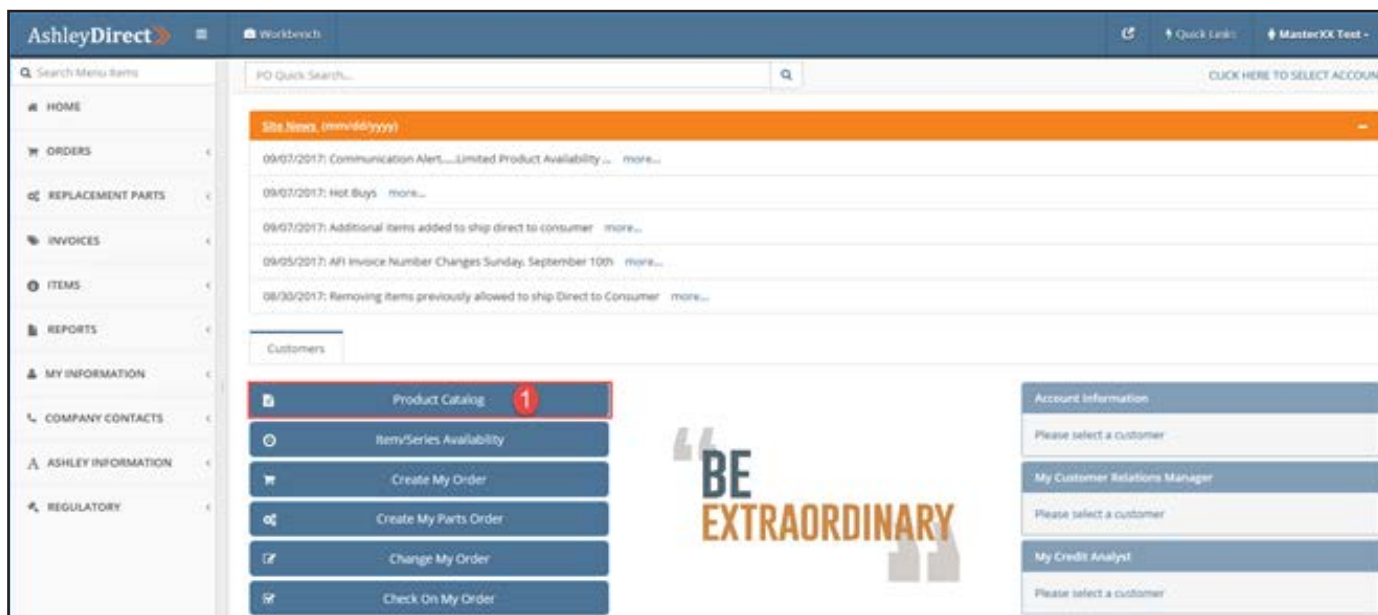 AshleyDirect
Workbench
Quick Links
MasterXX Test
Search Menu Items
PO Quick Search...
CLICK HERE TO SELECT ACCOUN
HOME
ORDERS
REPLACEMENT PARTS
INVOICES
ITEMS
REPORTS
MY INFORMATION
COMPANY CONTACTS
ASHLEY INFORMATION
REGULATORY
Site News (mm/dd/yyyy)
09/07/2017: Communication Alert.....Limited Product Availability ... more...
09/07/2017: Hot Buys more...
09/07/2017: Additional items added to ship direct to consumer more...
09/05/2017: AFI Invoice Number Changes Sunday, September 10th more...
08/30/2017: Removing items previously allowed to ship Direct to Consumer more...
Customers
Product Catalog 1
Item/Series Availability
Create My Order
Create My Parts Order
Change My Order
Check On My Order
“BE
EXTRAORDINARY”
Account Information
Please select a customer
My Customer Relations Manager
Please select a customer
My Credit Analyst
Please select a customer